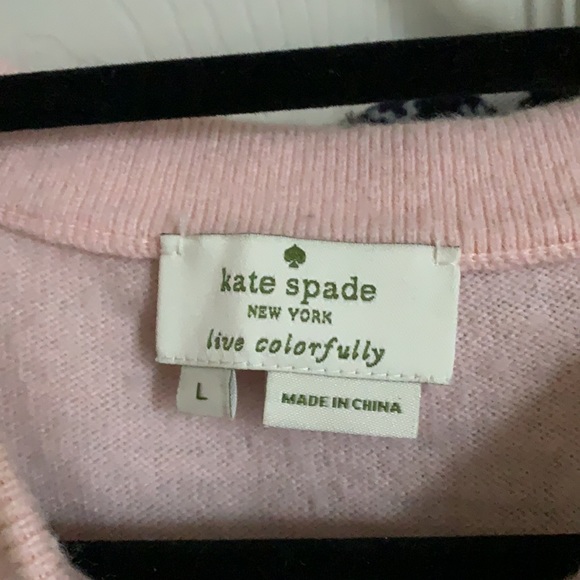 kate spade
NEW YORK
live colorfully
L
MADE IN CHINA